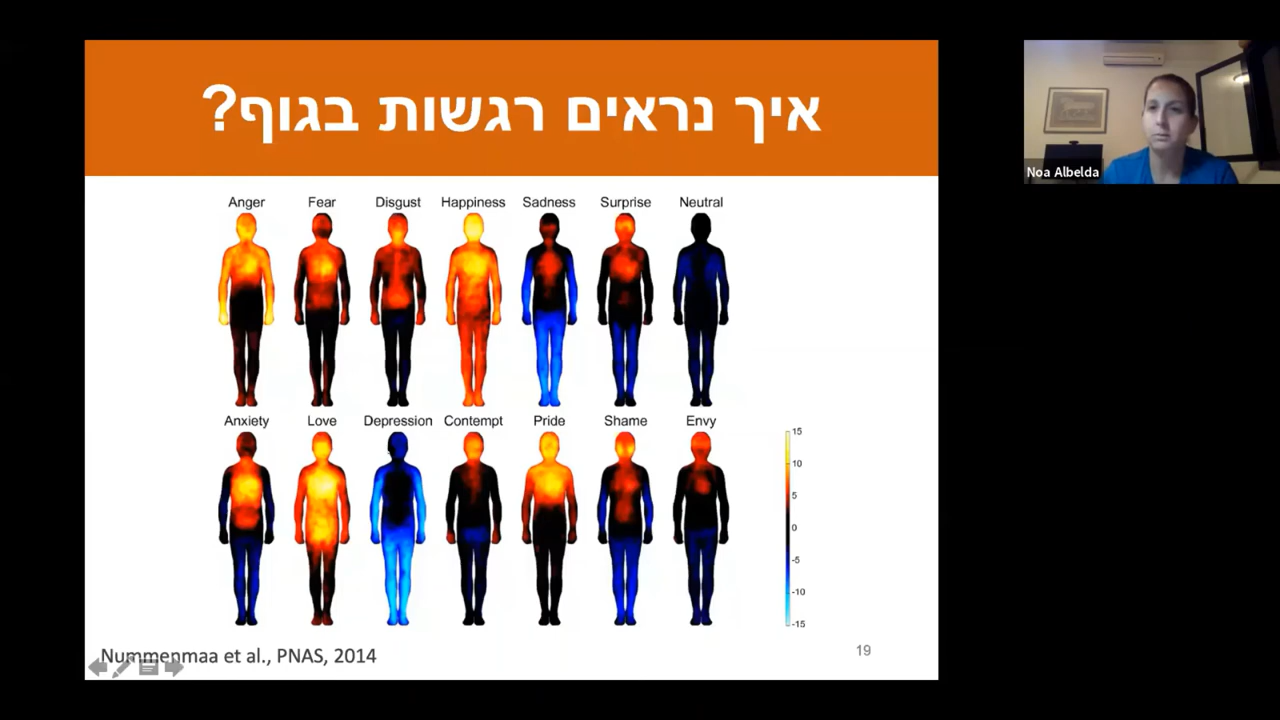 איך נראים רגשות בגוף?
Anger Fear Disgust Happiness Sadness Surprise Neutral
Anxiety Love Depression Contempt Pride Shame Envy
15
10
5
0
-5
-10
-15
Nummenmaa et al., PNAS, 2014
19
Noa Albelda